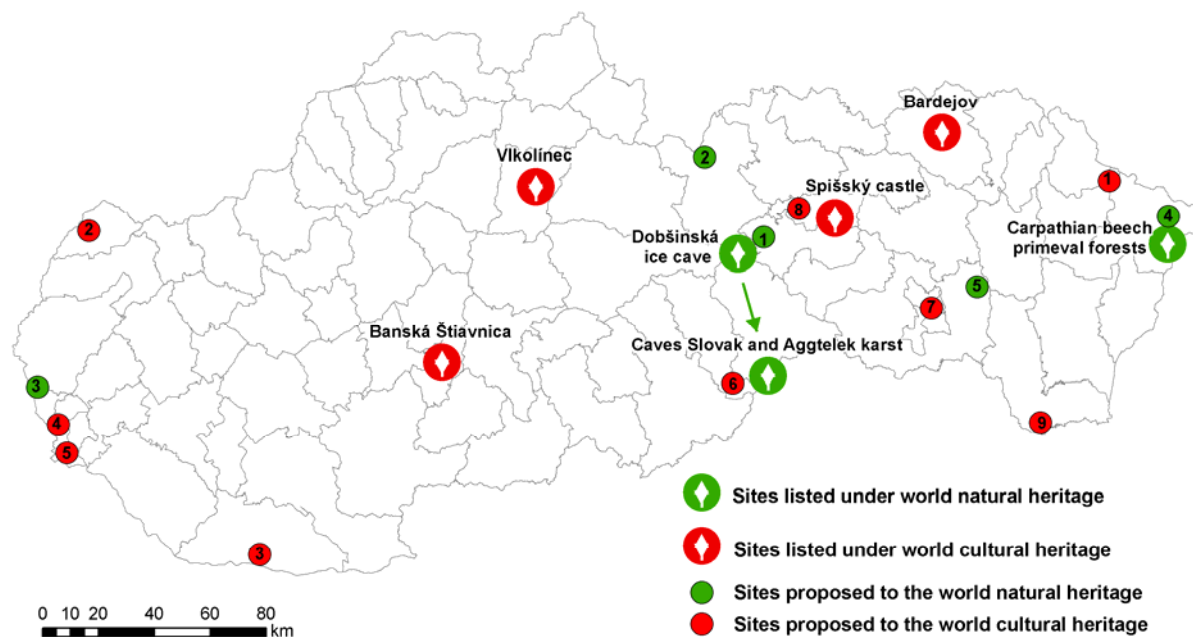 Bardejov
Vlkolínec
2
1
Spišský castle
8
4
2
Dobšinská
ice cave
1
Carpathian beech
primeval forests
5
7
Banská Štiavnica
Caves Slovak and Aggtelek karst
6
3
4
9
5
Sites listed under world natural heritage
Sites listed under world cultural heritage
3
Sites proposed to the world natural heritage
0 10 20 40 60 80
km
Sites proposed to the world cultural heritage